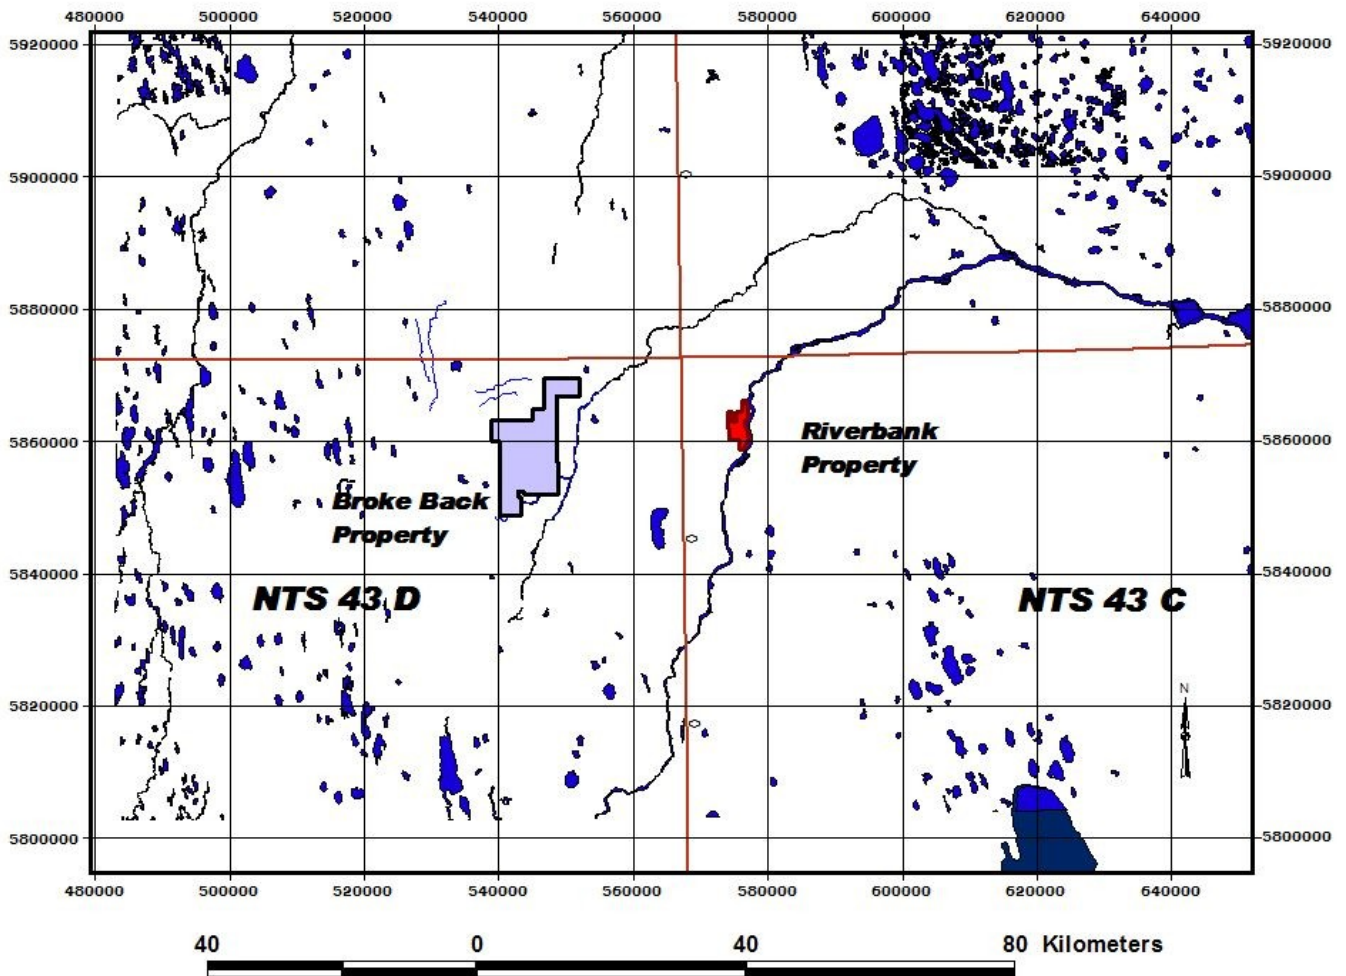 480000 500000 520000 540000 560000 580000 600000 620000 640000
5920000 5920000
5900000 5900000
5880000 5880000
5860000 5860000
Riverbank
Property
Broke Back
Property
5840000 5840000
NTS 43 D NTS 43 C
N
5820000 5820000
5800000 5800000
480000 500000 520000 540000 560000 580000 600000 620000 640000
40 0 40 80 Kilometers